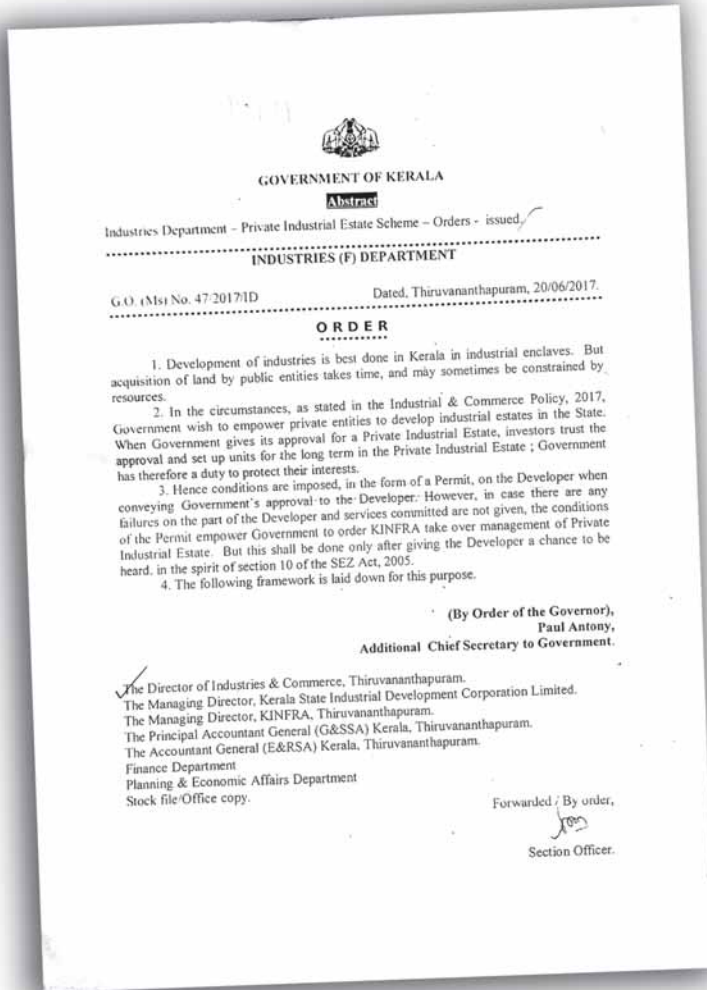 GOVERNMENT OF KERALA
Abstract
Industries Department – Private Industrial Estate Scheme – Orders - issued.
INDUSTRIES (F) DEPARTMENT
G.O. (Ms) No. 47/2017/ID Dated, Thiruvananthapuram, 20/06/2017.
ORDER
1. Development of industries is best done in Kerala in industrial enclaves. But
acquisition of land by public entities takes time, and may sometimes be constrained by
resources.
2. In the circumstances, as stated in the Industrial & Commerce Policy, 2017,
Government wish to empower private entities to develop industrial estates in the State.
When Government gives its approval for a Private Industrial Estate, investors trust the
approval and set up units for the long term in the Private Industrial Estate ; Government
has therefore a duty to protect their interests.
3. Hence conditions are imposed, in the form of a Permit, on the Developer when
conveying Government's approval to the Developer. However, in case there are any
failures on the part of the Developer and services committed are not given, the conditions
of the Permit empower Government to order KINFRA take over management of Private
Industrial Estate. But this shall be done only after giving the Developer a chance to be
heard, in the spirit of section 10 of the SEZ Act, 2005.
4. The following framework is laid down for this purpose.
(By Order of the Governor),
Paul Antony,
Additional Chief Secretary to Government.
The Director of Industries & Commerce, Thiruvananthapuram.
The Managing Director, Kerala State Industrial Development Corporation Limited.
The Managing Director, KINFRA, Thiruvananthapuram.
The Principal Accountant General (G&SSA) Kerala, Thiruvananthapuram.
The Accountant General (E&RSA) Kerala, Thiruvananthapuram.
Finance Department
Planning & Economic Affairs Department
Stock file/Office copy.
Forwarded / By order,
Section Officer.